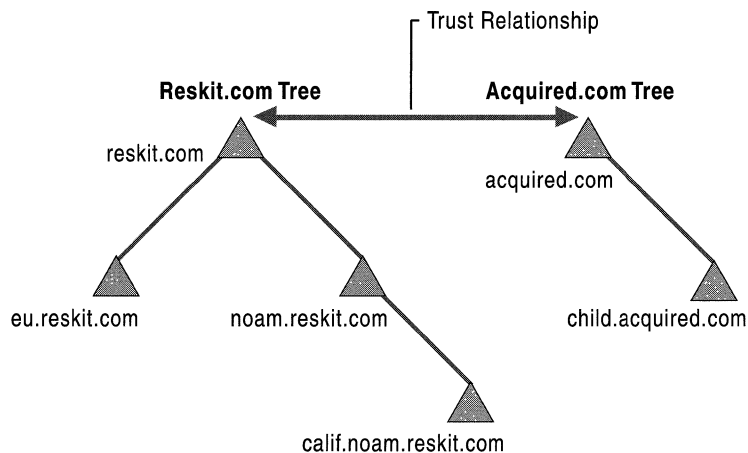 Trust Relationship
Reskit.com Tree
Acquired.com Tree
reskit.com
acquired.com
eu.reskit.com
noam.reskit.com
child.acquired.com
calif.noam.reskit.com